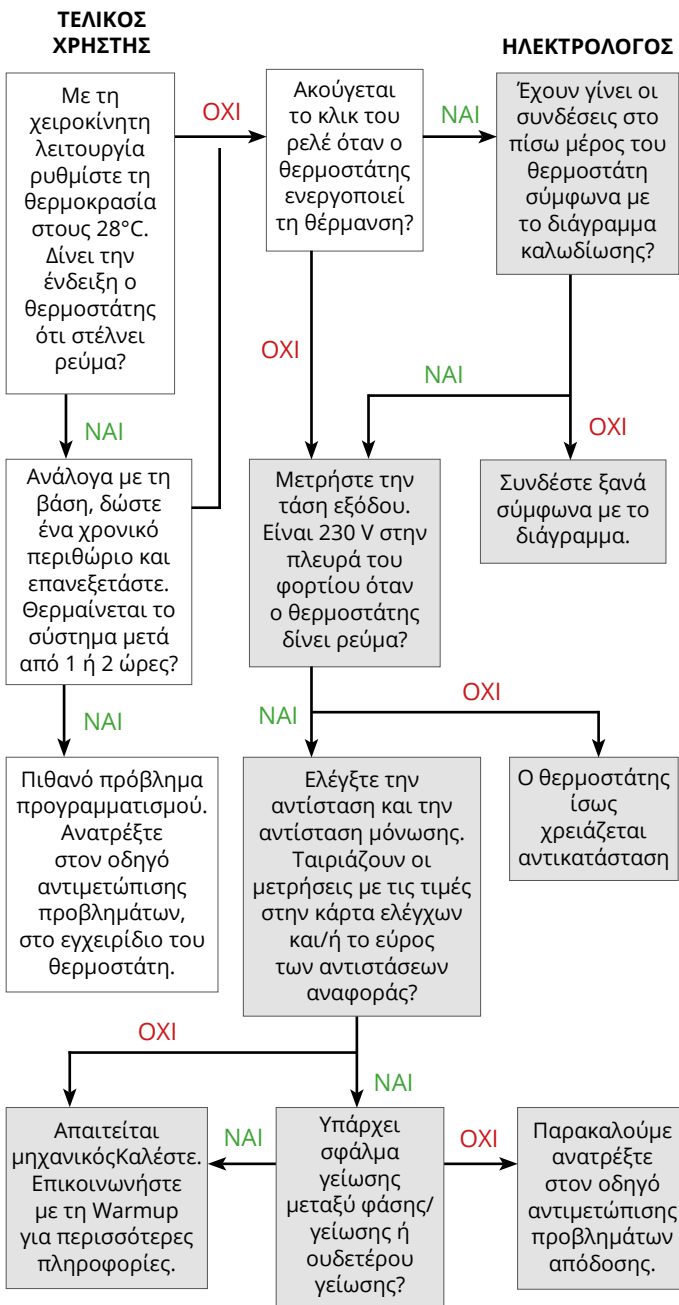 ΤΕΛΙΚΟΣ
ΧΡΗΣΤΗΣ
ΗΛΕΚΤΡΟΛΟΓΟΣ
Με τη
χειροκίνητη
λειτουργία
ρυθμίστε τη
θερμοκρασία
στους 28°C.
Δίνει την
ένδειξη ο
θερμοστάτης
ότι στέλνει
ρεύμα?
ΟΧΙ
Ακούγεται
το κλικ του
ρελέ όταν ο
θερμοστάτης
ενεργοποιεί
τη θέρμανση?
ΝΑΙ
Έχουν γίνει οι
συνδέσεις στο
πίσω μέρος του
θερμοστάτη
σύμφωνα με
το διάγραμμα
καλωδίωσης?
ΟΧΙ
ΝΑΙ
ΝΑΙ
ΟΧΙ
Ανάλογα με τη
βάση, δώστε
ένα χρονικό
περιθώριο και
επανεξετάστε.
Θερμαίνεται το
σύστημα μετά
από 1 ή 2 ώρες?
Μετρήστε την
τάση εξόδου.
Είναι 230 V στην
πλευρά του
φορτίου όταν
ο θερμοστάτης
δίνει ρεύμα?
Συνδέστε ξανά
σύμφωνα με το
διάγραμμα.
ΝΑΙ
ΝΑΙ
ΟΧΙ
Πιθανό πρόβλημα
προγραμματισμού.
Ανατρέξτε
στον οδηγό
αντιμετώπισης
προβλημάτων,
στο εγχειρίδιο του
θερμοστάτη.
Ελέγξτε την
αντίσταση και την
αντίσταση μόνωσης.
Ταιριάζουν οι
μετρήσεις με τις τιμές
στην κάρτα ελέγχων
και/ή το εύρος
των αντιστάσεων
αναφοράς?
Ο θερμοστάτης
ίσως
χρειάζεται
αντικατάσταση
ΟΧΙ
ΝΑΙ
Απαιτείται
μηχανικόςΚαλέστε.
Επικοινωνήστε
με τη Warmup
για περισσότερες
πληροφορίες.
ΝΑΙ
Υπάρχει
σφάλμα
γείωσης
μεταξύ φάσης/
γείωσης ή
ουδετέρου
γείωσης?
ΟΧΙ
Παρακαλούμε
ανατρέξτε
στον οδηγό
αντιμετώπισης
προβλημάτων
απόδοσης.